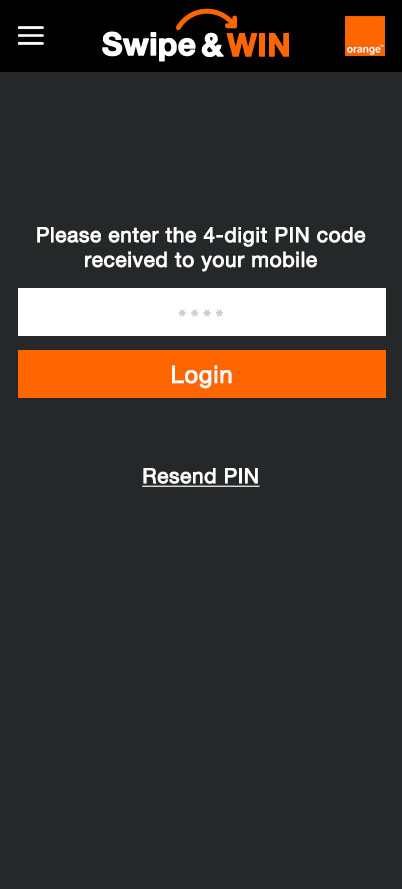 Swipe & WIN
orange™
Please enter the 4-digit PIN code
received to your mobile
****
Login
Resend PIN